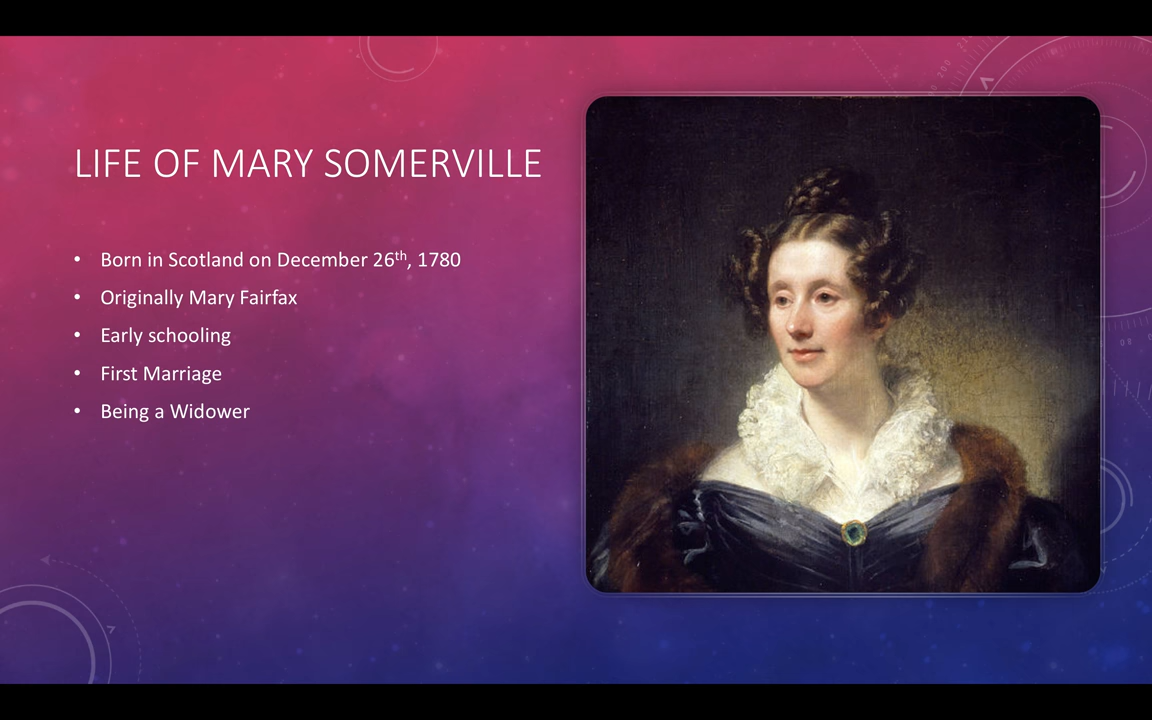 LIFE OF MARY SOMERVILLE
• Born in Scotland on December 26th, 1780
• Originally Mary Fairfax
• Early schooling
• First Marriage
• Being a Widower